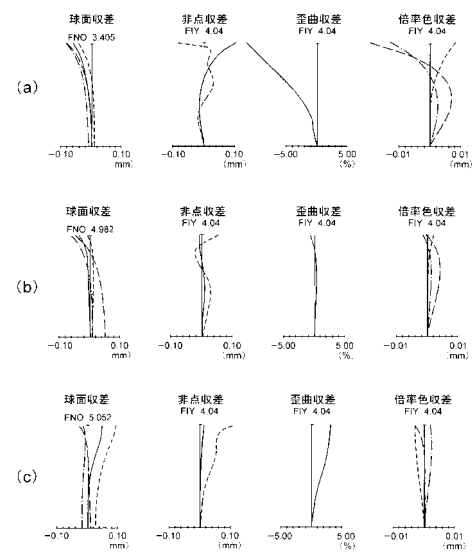 球面収差 非点収差 歪曲収差 倍率色収差
FNO 3.405 FIY 4.04 FIY 4.04 FIY 4.04
(a)
-0.10 0.10 -0.10 0.10 -5.00 5.00 -0.01 0.01
(mm) (mm) (%) (mm)
球面収差 非点収差 歪曲収差 倍率色収差
FNO 4.982 FIY 4.04 FIY 4.04 FIY 4.04
(b)
-0.10 0.10 -0.10 0.10 -5.00 5.00 -0.01 0.01
(mm) (mm) (%) (mm)
球面収差 非点収差 歪曲収差 倍率色収差
FNO 5.052 FIY 4.04 FIY 4.04 FIY 4.04
(c)
-0.10 0.10 -0.10 0.10 -5.00 5.00 -0.01 0.01
(mm) (mm) (%) (mm)